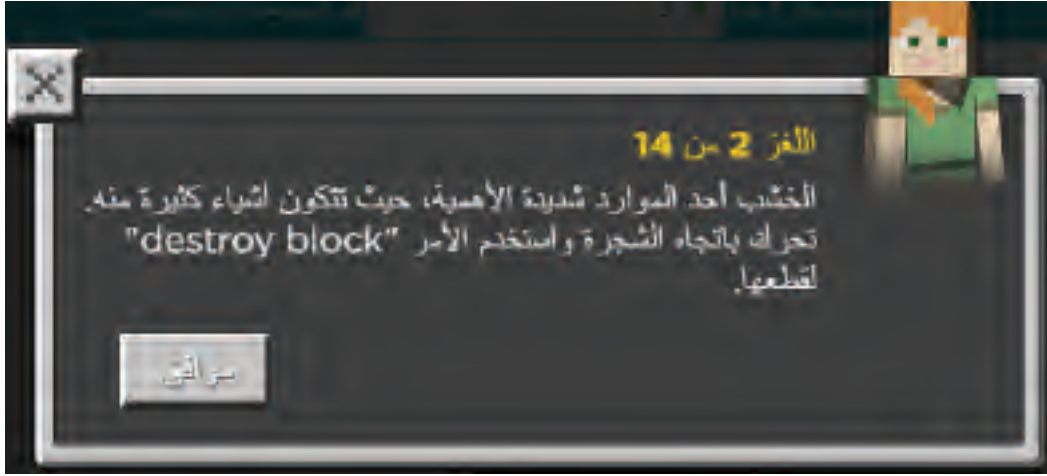 اللغز 2 من 14
الخشب أحد الموارد شديدة الأهمية، حيث تتكون أشياء كثيرة منه.
تحرك باتجاه الشجرة واستخدم الأمر "destroy block"
لقطعها.
موافق